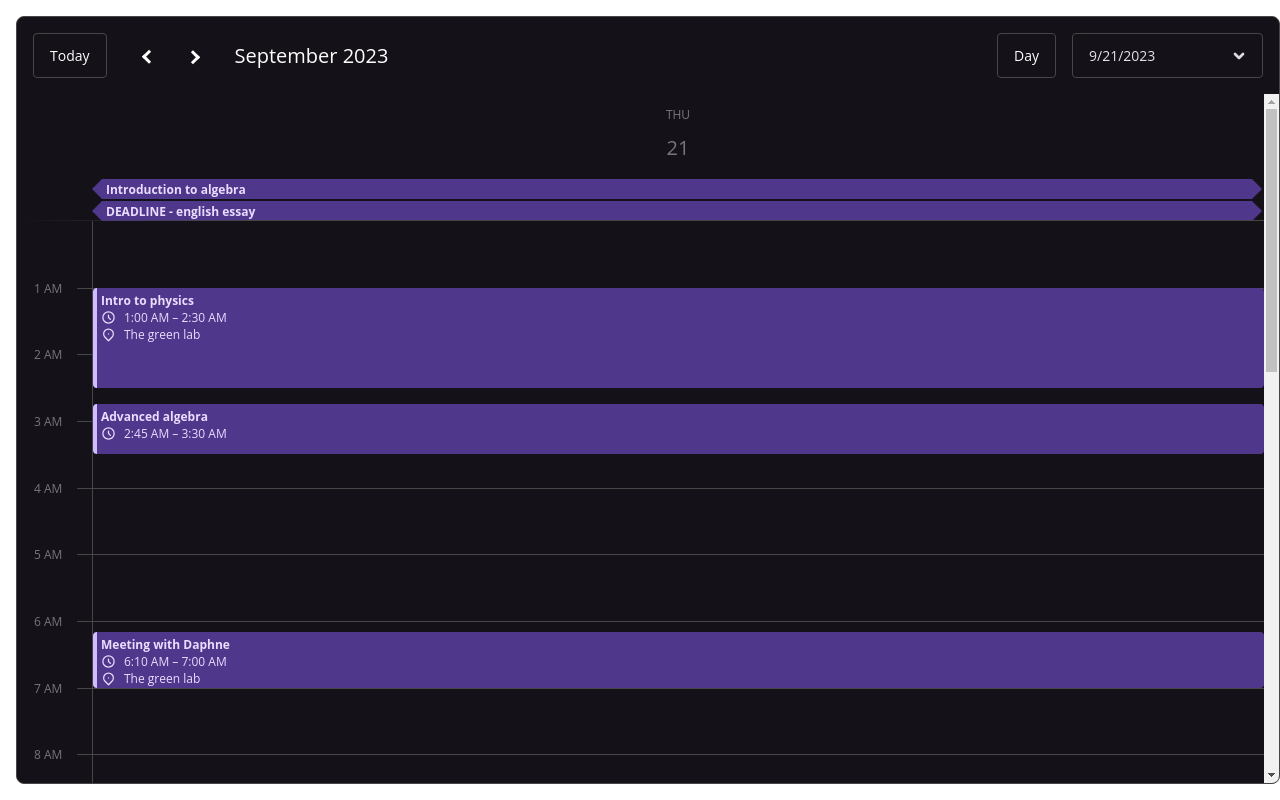 Today
September 2023
Day
9/21/2023
THU
21
Introduction to algebra
DEADLINE - english essay
1 AM
Intro to physics
1:00 AM – 2:30 AM
The green lab
2 AM
Advanced algebra
3 AM
2:45 AM – 3:30 AM
4 AM
5 AM
6 AM
Meeting with Daphne
6:10 AM – 7:00 AM
The green lab
7 AM
8 AM